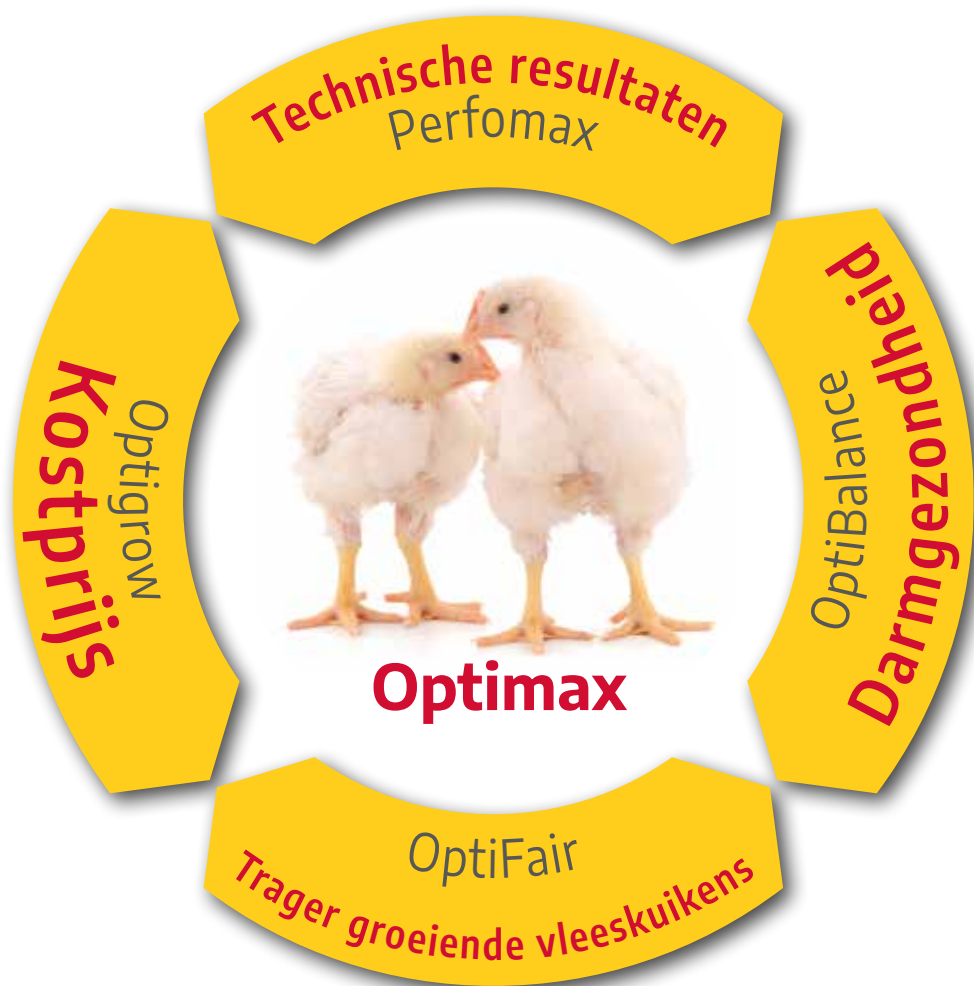 Technische resultaten
Perfomax
Darmgezondheid
OptiBalance
Kostprijs
Optigrow
Optimax
OptiFair
Trager groeiende vleeskuikens